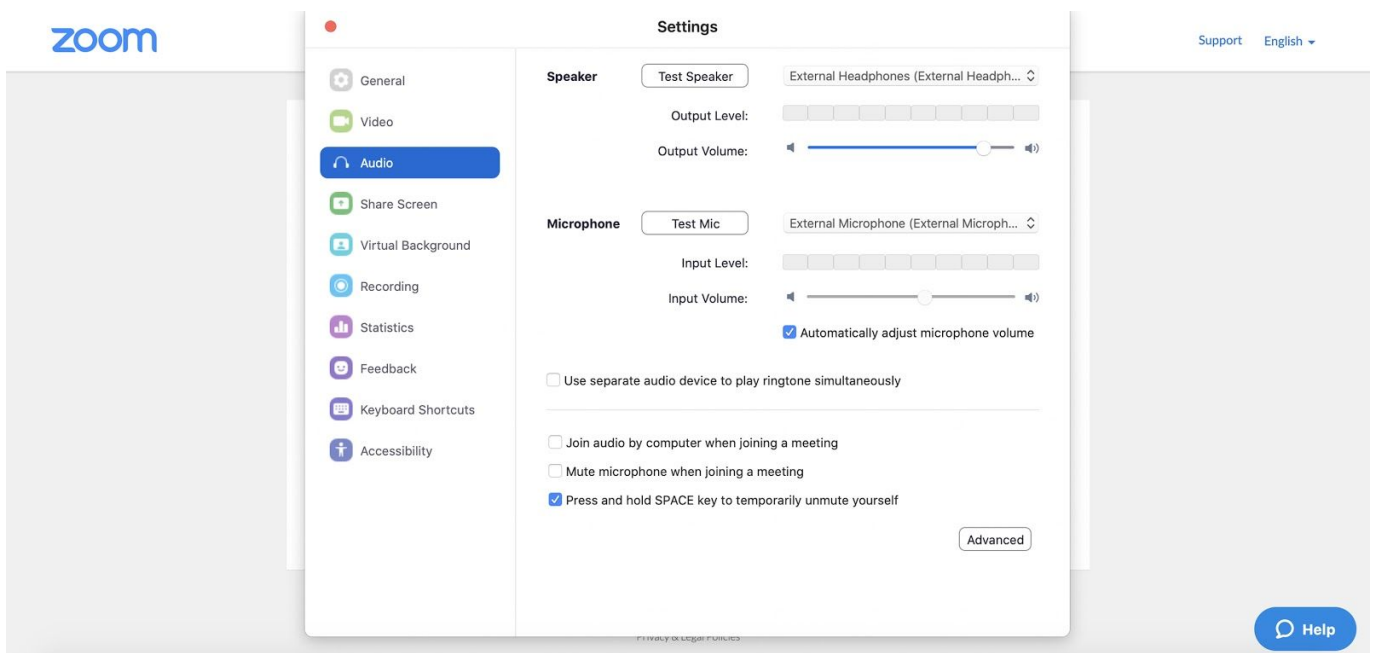 zoom
Settings
Support English
General
Video
Audio
Share Screen
Virtual Background
Recording
Statistics
Feedback
Keyboard Shortcuts
Accessibility
Speaker Test Speaker External Headphones (External Headph...
Output Level:
Output Volume:
Microphone Test Mic External Microphone (External Microph...
Input Level:
Input Volume:
Automatically adjust microphone volume
Use separate audio device to play ringtone simultaneously
Join audio by computer when joining a meeting
Mute microphone when joining a meeting
Press and hold SPACE key to temporarily unmute yourself
Advanced
Privacy & Legal Policies
Help